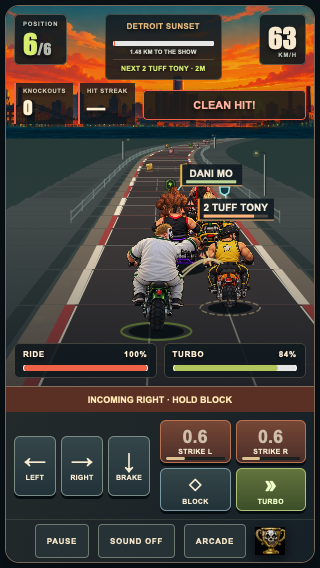 POSITION
6/6
DETROIT SUNSET
1.48 KM TO THE SHOW
NEXT 2 TUFF TONY · 2M
63
KM/H
KNOCKOUTS
0
HIT STREAK
—
CLEAN HIT!
DANI MO
2 TUFF TONY
RIDE 100%
TURBO 84%
INCOMING RIGHT · HOLD BLOCK
← LEFT
→ RIGHT
↓ BRAKE
0.6
STRIKE L
0.6
STRIKE R
◇ BLOCK
» TURBO
PAUSE
SOUND OFF
ARCADE